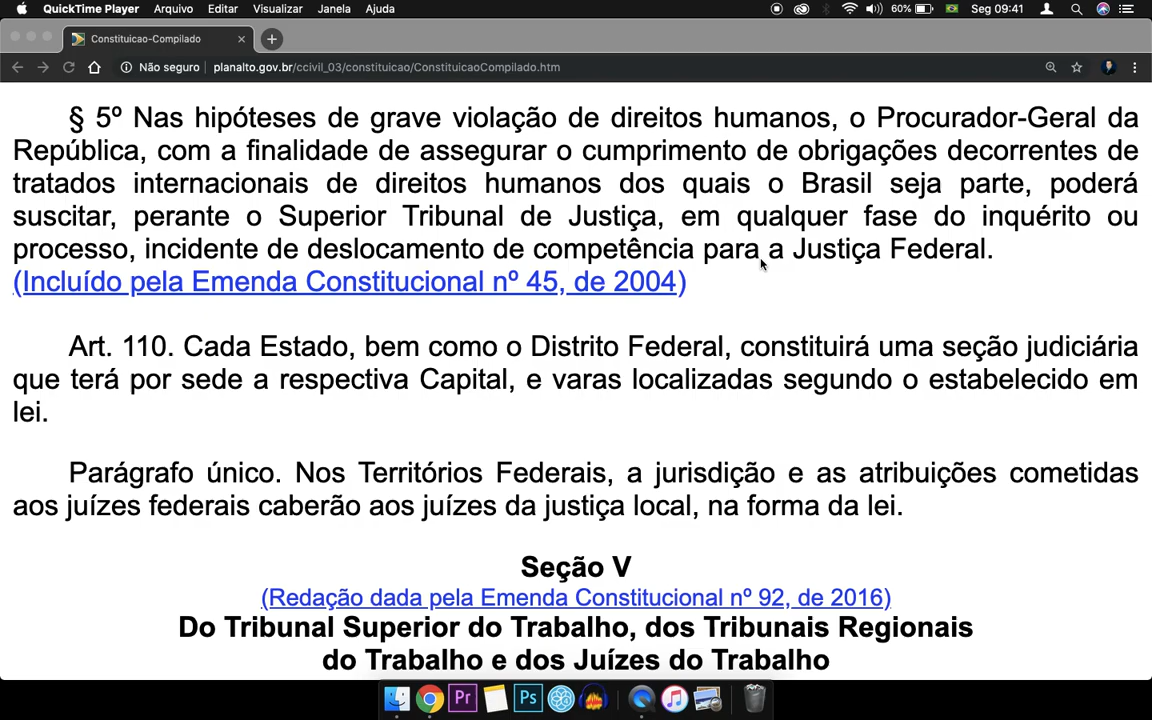 QuickTime Player Arquivo Editar Visualizar Janela Ajuda 60% Seg 09:41
Constituicao-Compilado
Não seguro planalto.gov.br/ccivil_03/constituicao/ConstituicaoCompilado.htm
§ 5º Nas hipóteses de grave violação de direitos humanos, o Procurador-Geral da
República, com a finalidade de assegurar o cumprimento de obrigações decorrentes de
tratados internacionais de direitos humanos dos quais o Brasil seja parte, poderá
suscitar, perante o Superior Tribunal de Justiça, em qualquer fase do inquérito ou
processo, incidente de deslocamento de competência para a Justiça Federal.
(Incluído pela Emenda Constitucional nº 45, de 2004)
Art. 110. Cada Estado, bem como o Distrito Federal, constituirá uma seção judiciária
que terá por sede a respectiva Capital, e varas localizadas segundo o estabelecido em
lei.
Parágrafo único. Nos Territórios Federais, a jurisdição e as atribuições cometidas
aos juízes federais caberão aos juízes da justiça local, na forma da lei.
Seção V
(Redação dada pela Emenda Constitucional nº 92, de 2016)
Do Tribunal Superior do Trabalho, dos Tribunais Regionais
do Trabalho e dos Juízes do Trabalho
Pr Ps